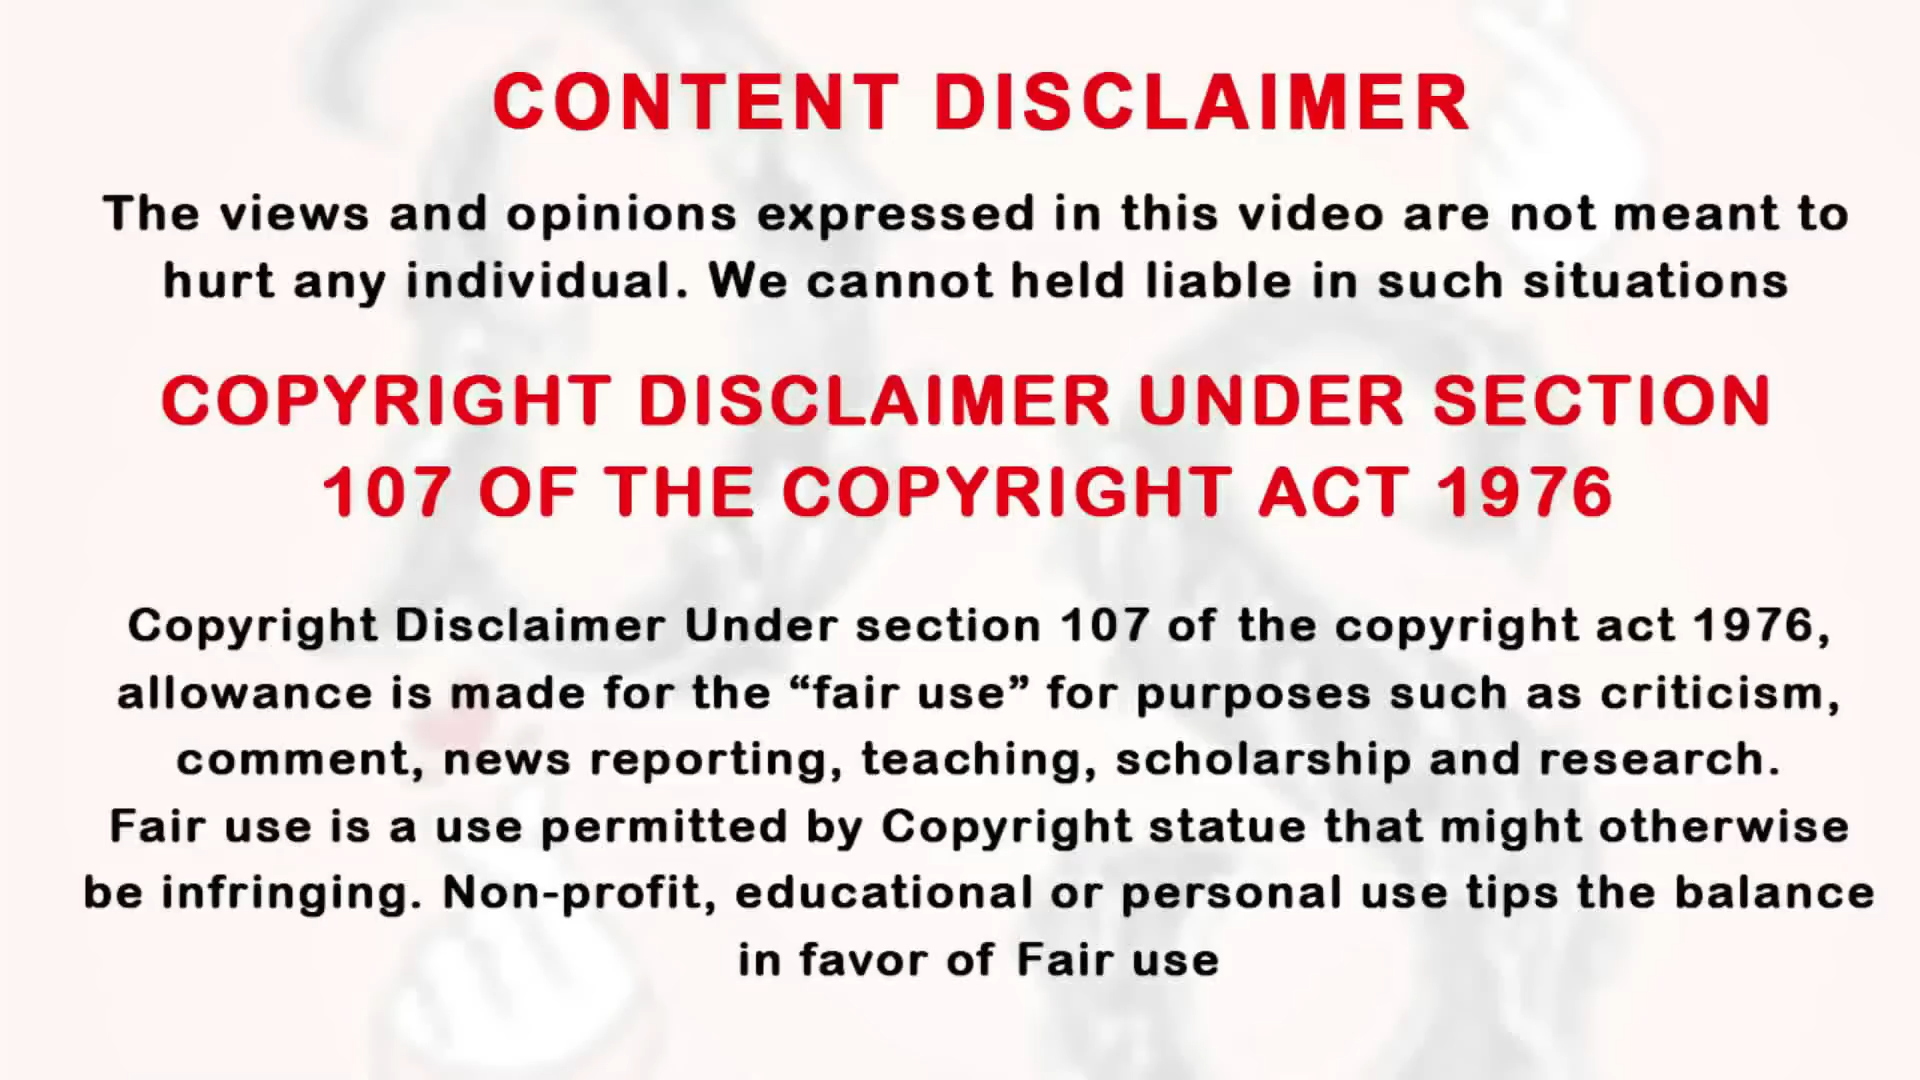 CONTENT DISCLAIMER
The views and opinions expressed in this video are not meant to
hurt any individual. We cannot held liable in such situations
COPYRIGHT DISCLAIMER UNDER SECTION
107 OF THE COPYRIGHT ACT 1976
Copyright Disclaimer Under section 107 of the copyright act 1976,
allowance is made for the “fair use” for purposes such as criticism,
comment, news reporting, teaching, scholarship and research.
Fair use is a use permitted by Copyright statue that might otherwise
be infringing. Non-profit, educational or personal use tips the balance
in favor of Fair use